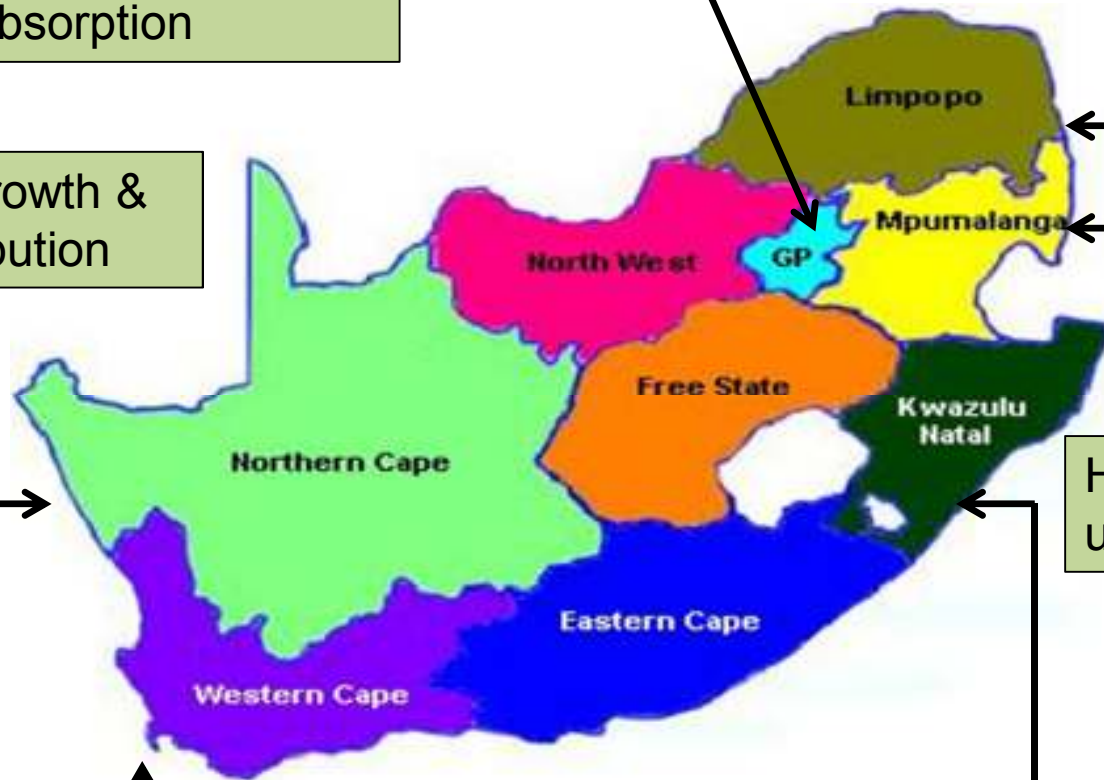 bsorption
Limpopo
rowth &
bution
Mpumalanga
North West
GP
Free State
Kwazulu
Natal
Northern Cape
H
u
Eastern Cape
Western Cape